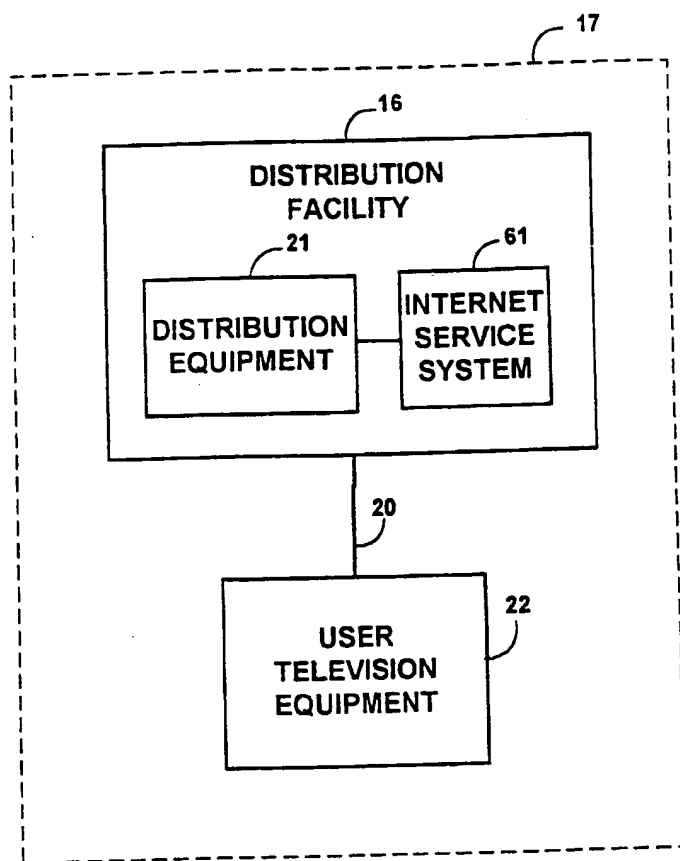 17
16
DISTRIBUTION
FACILITY
21
61
DISTRIBUTION
EQUIPMENT
INTERNET
SERVICE
SYSTEM
20
USER
TELEVISION
EQUIPMENT
22